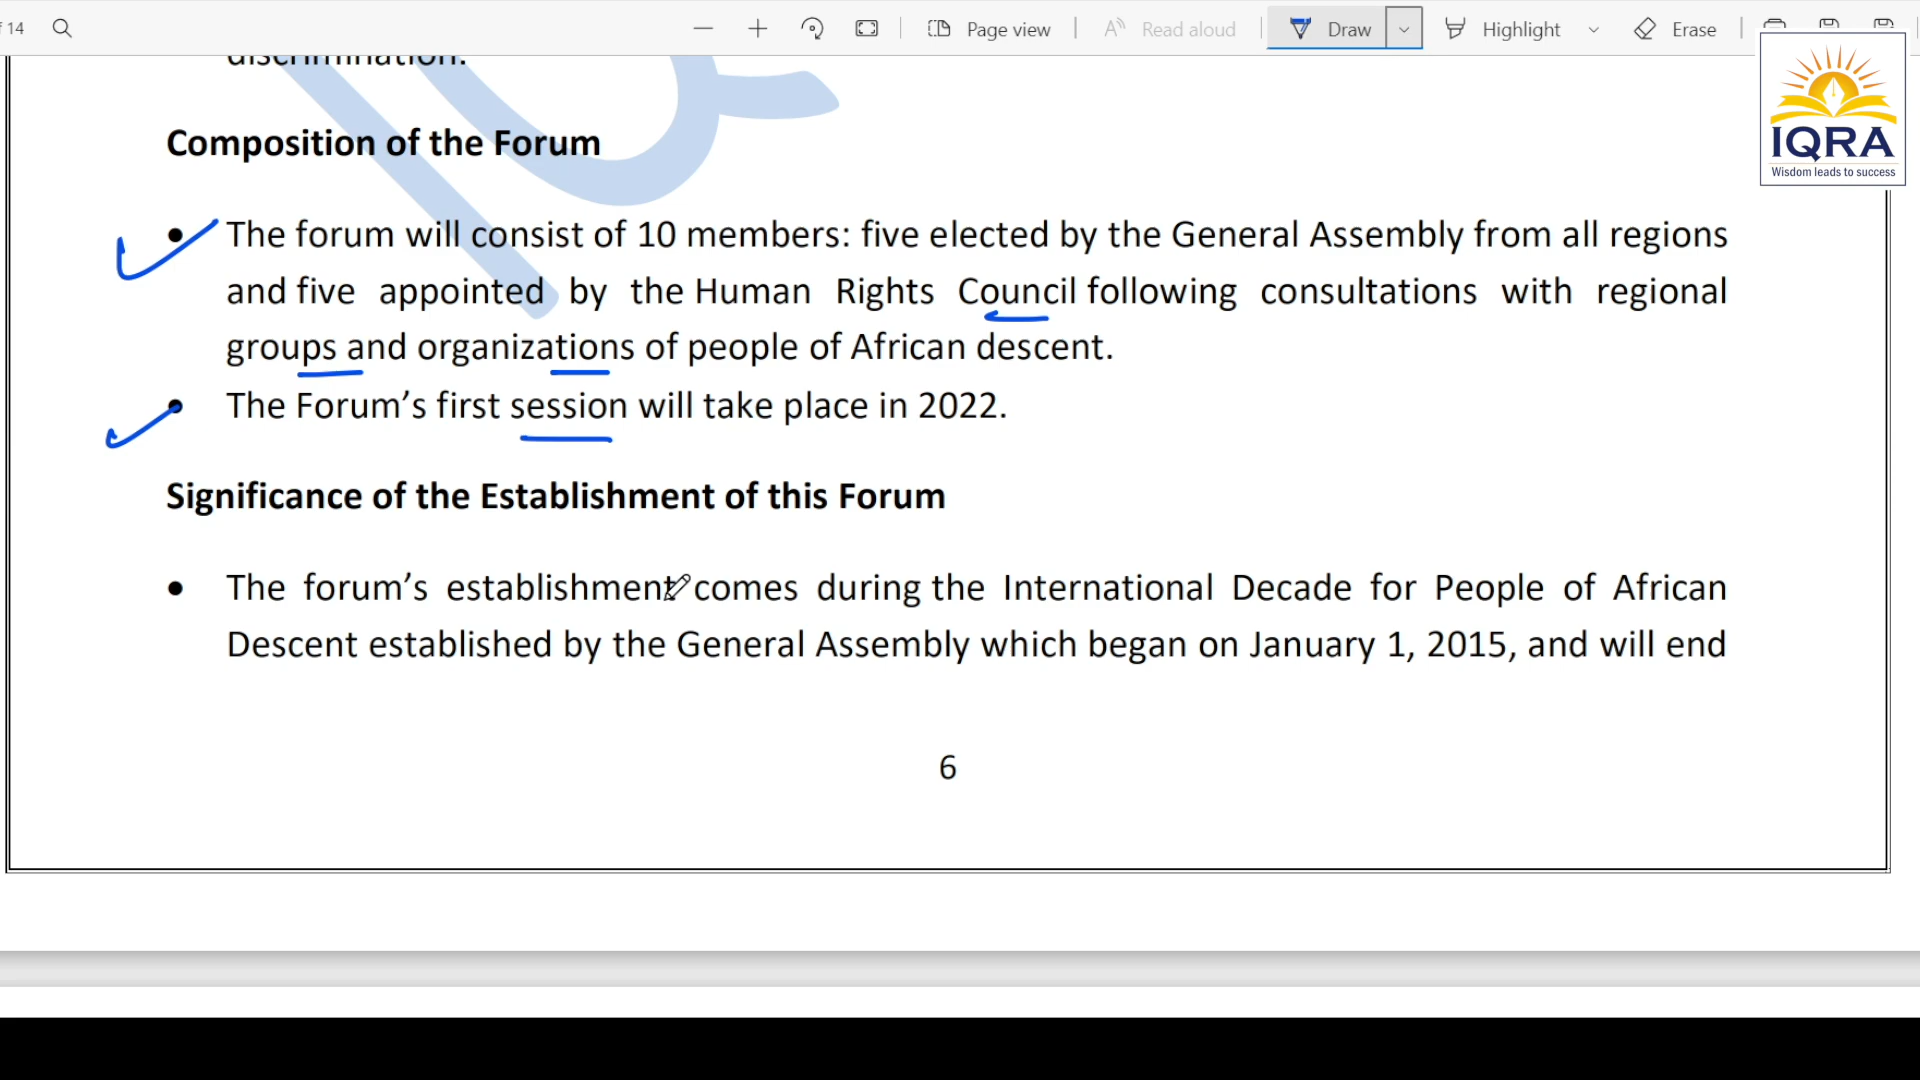 14
Page view
Read aloud
Draw
Highlight
Erase
discrimination.
IQRA
Wisdom leads to success
Composition of the Forum
• The forum will consist of 10 members: five elected by the General Assembly from all regions
and five appointed by the Human Rights Council following consultations with regional
groups and organizations of people of African descent.
• The Forum’s first session will take place in 2022.
Significance of the Establishment of this Forum
• The forum’s establishment comes during the International Decade for People of African
Descent established by the General Assembly which began on January 1, 2015, and will end
6